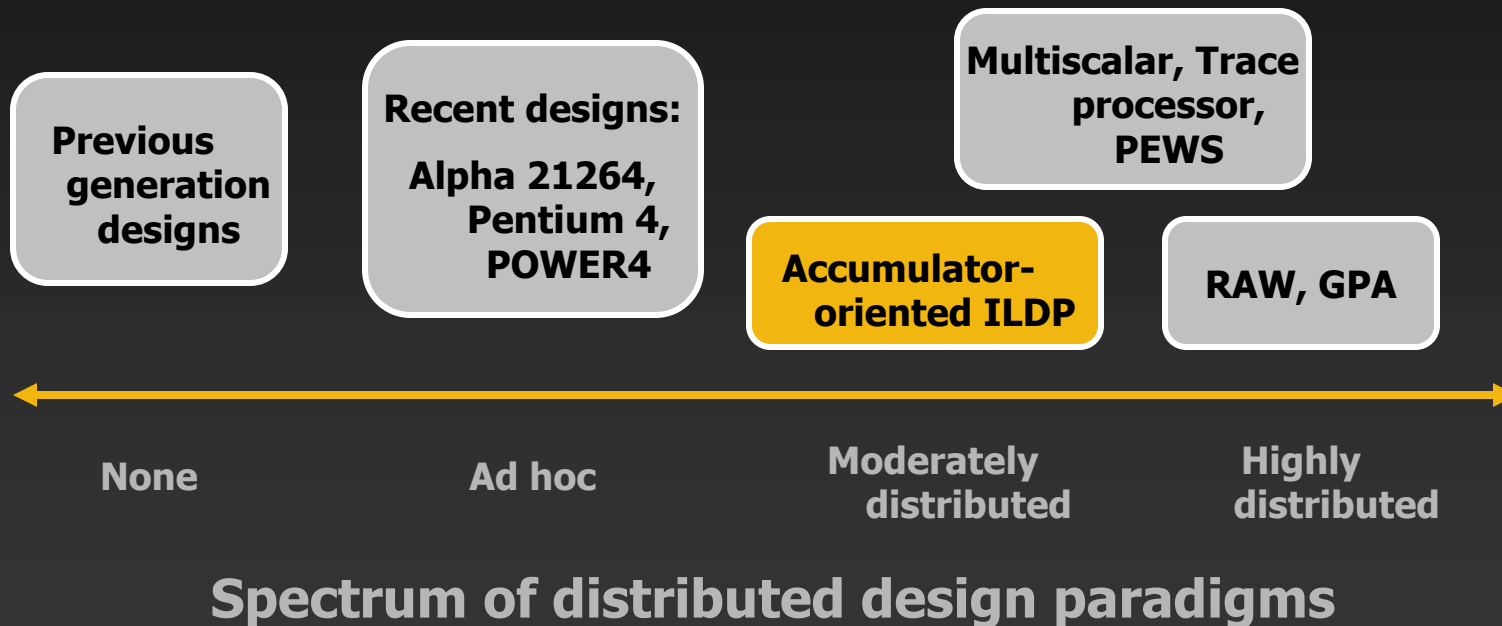 Previous
generation
designs
Recent designs:
Alpha 21264,
Pentium 4,
POWER4
Multiscalar, Trace
processor,
PEWS
Accumulator-
oriented ILDP
RAW, GPA
None
Ad hoc
Moderately
distributed
Highly
distributed
Spectrum of distributed design paradigms